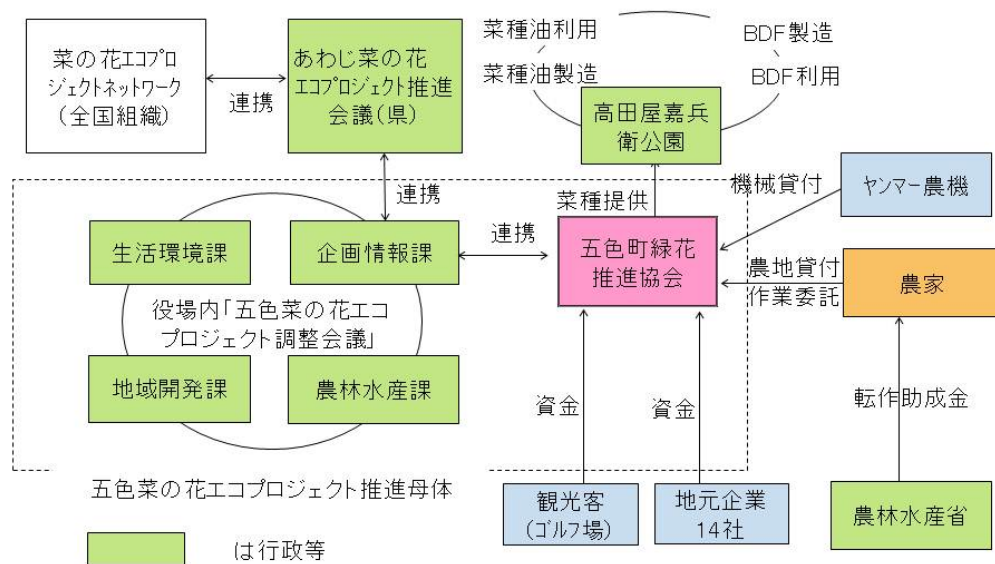 菜の花エコプロ
ジェクトネットワーク
(全国組織)
連携
あわじ菜の花
エコプロジェクト推進
会議(県)
菜種油利用
菜種油製造
BDF製造
BDF利用
高田屋嘉兵
衛公園
連携
菜種提供
機械貸付
ヤンマー農機
生活環境課
企画情報課
連携
五色町緑花
推進協会
農地貸付
作業委託
農家
役場内「五色菜の花エコ
プロジェクト調整会議」
地域開発課
農林水産課
資金
資金
転作助成金
五色菜の花エコプロジェクト推進母体
観光客
(ゴルフ場)
地元企業
14社
農林水産省
は行政等